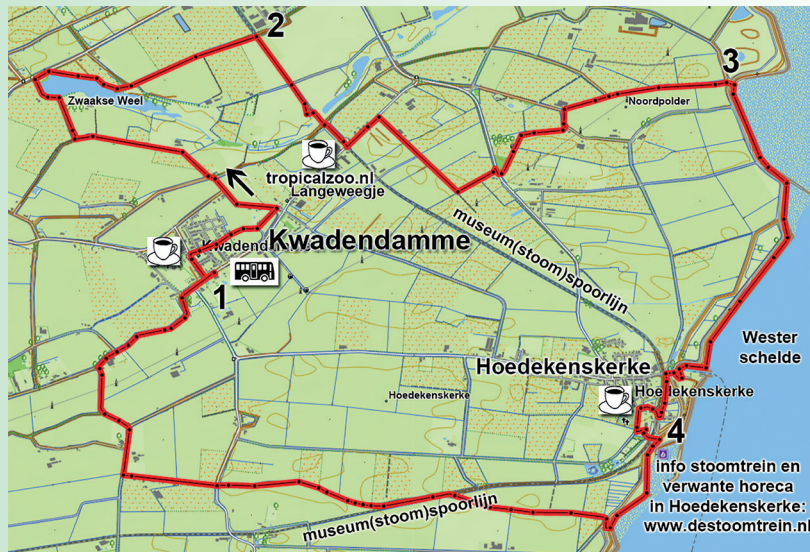 2
3
Zwaakse Weel
Noordpolder
tropicalzoo.nl
Langeweegje
museum(stoom)spoorlijn
Kwadendamme
1
Wester
schelde
Hoedekenskerke
Hoedekenskerke
Hoedekenskerke
4
info stoomtrein en
verwante horeca
in Hoedekenskerke:
www.destoomtrein.nl
museum(stoom)spoorlijn